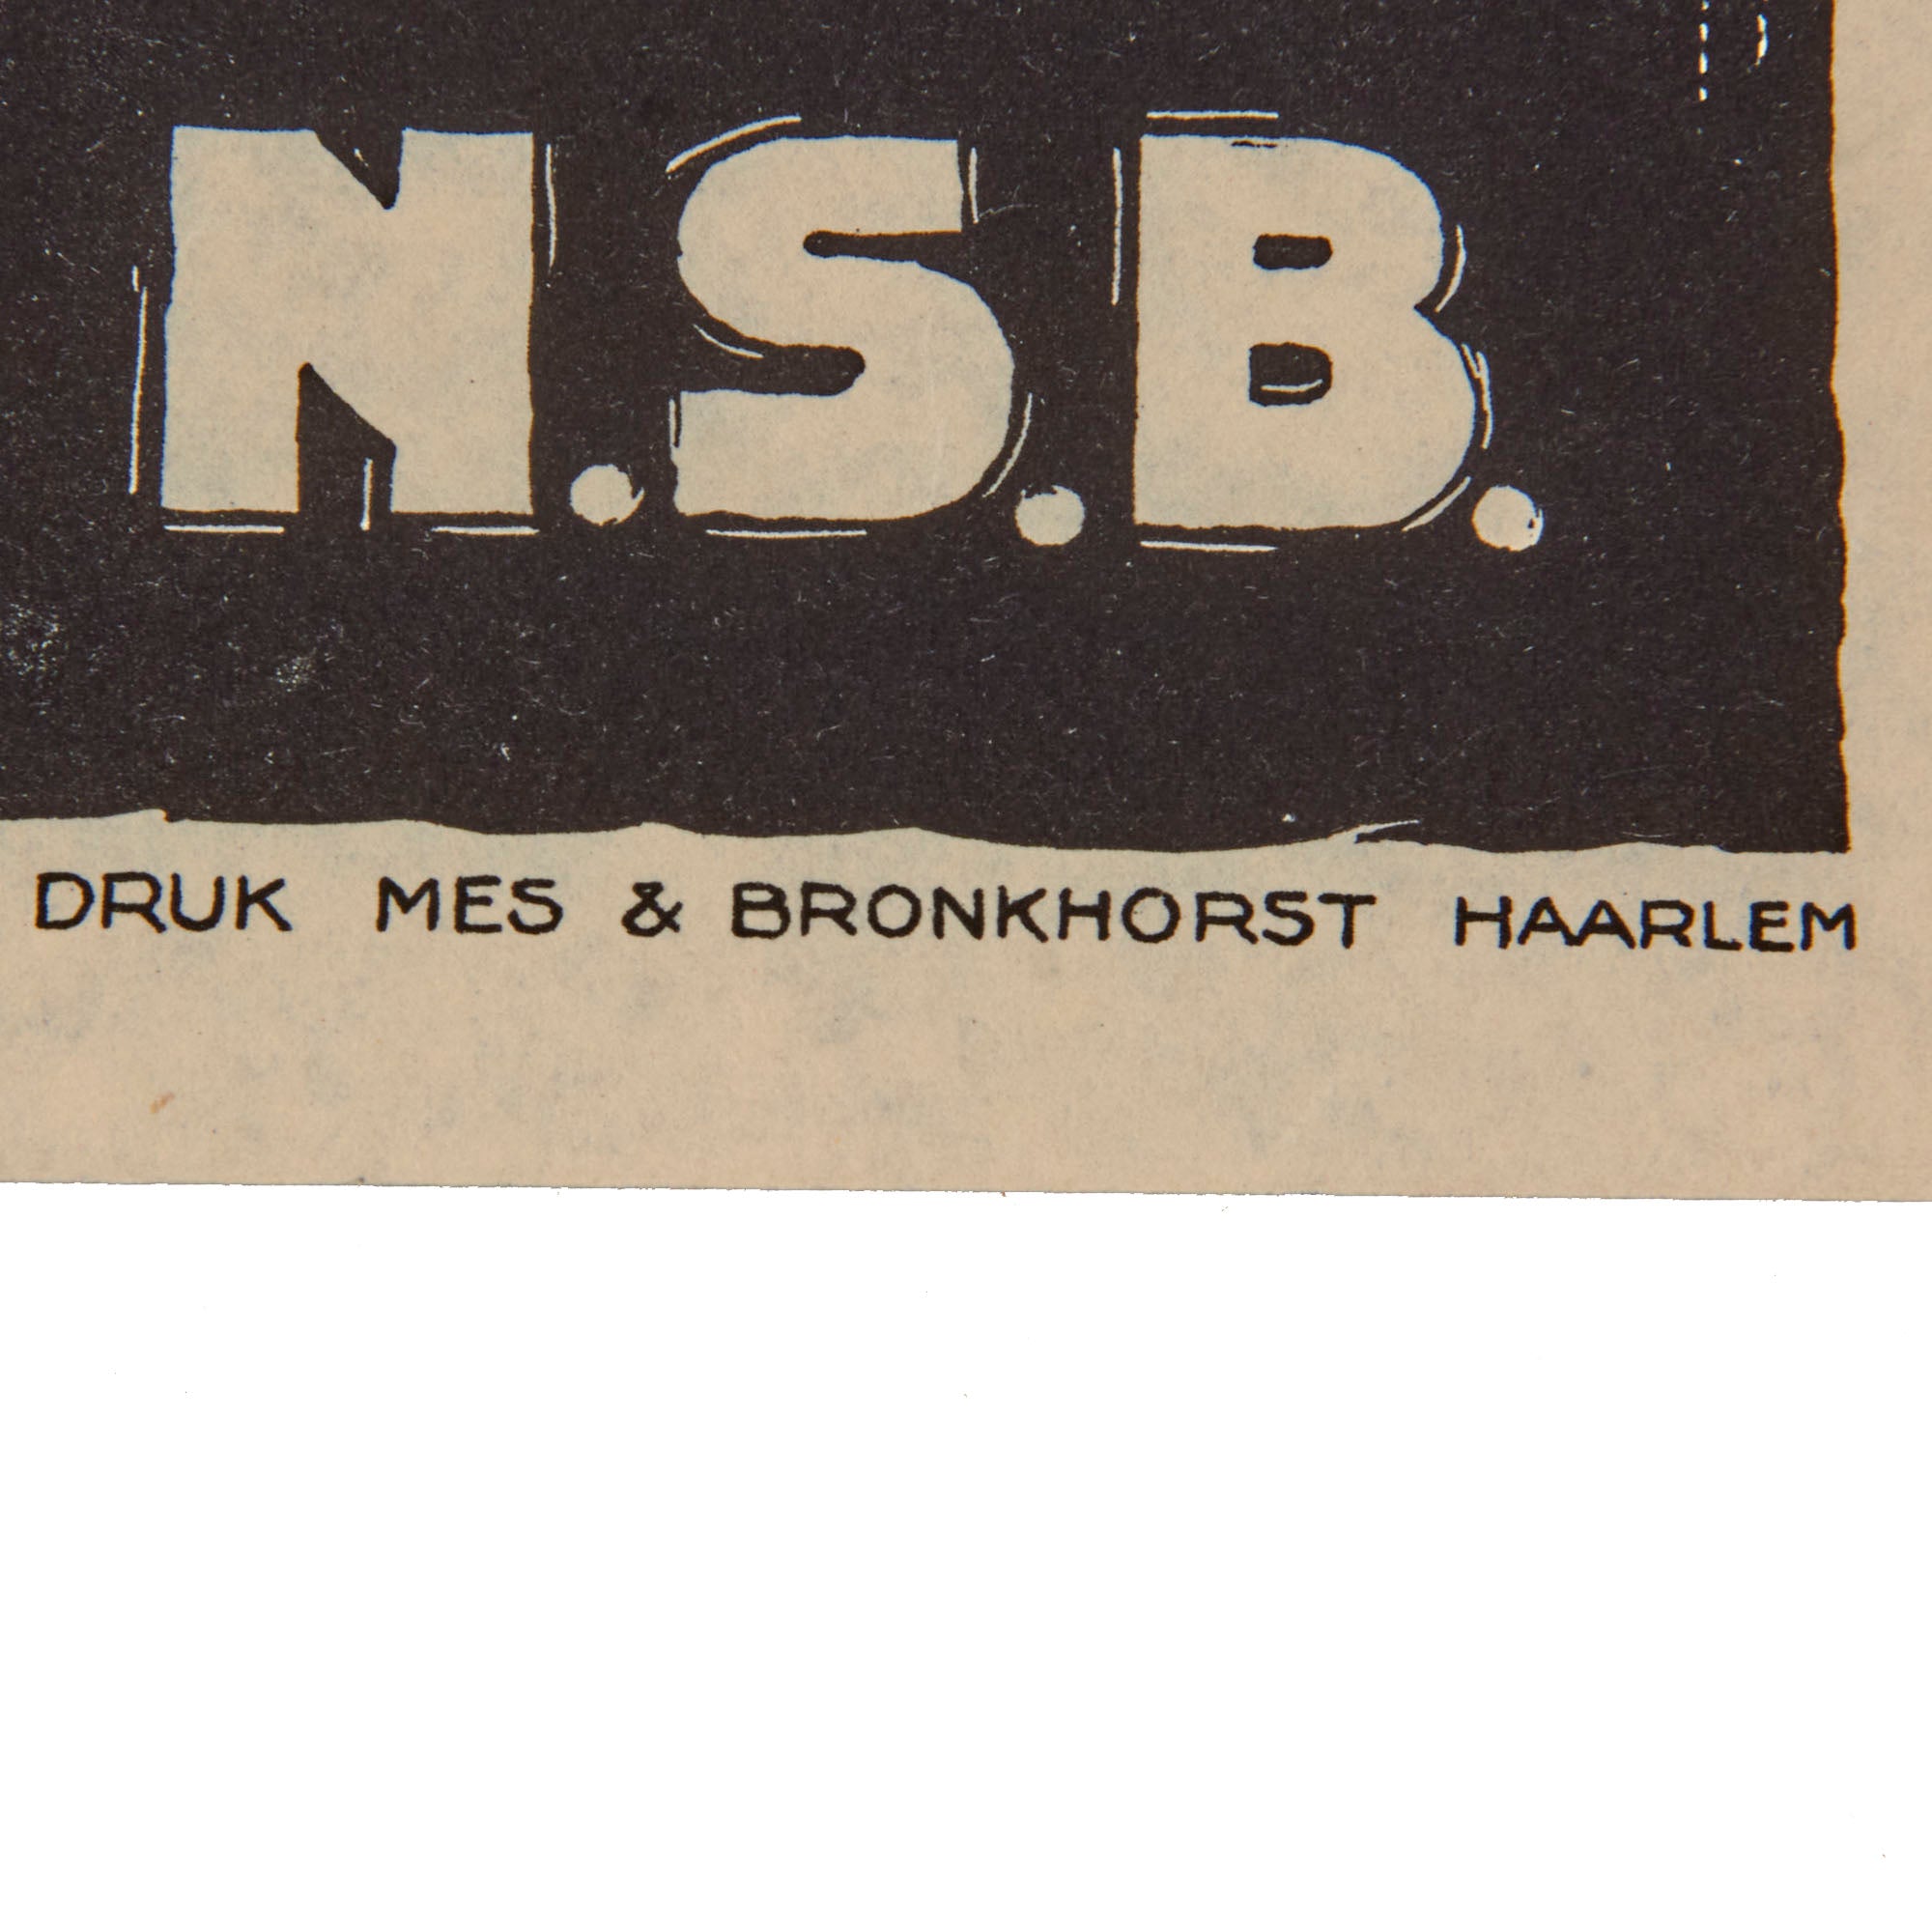 N.S.B.
DRUK MES & BRONKHORST HAARLEM